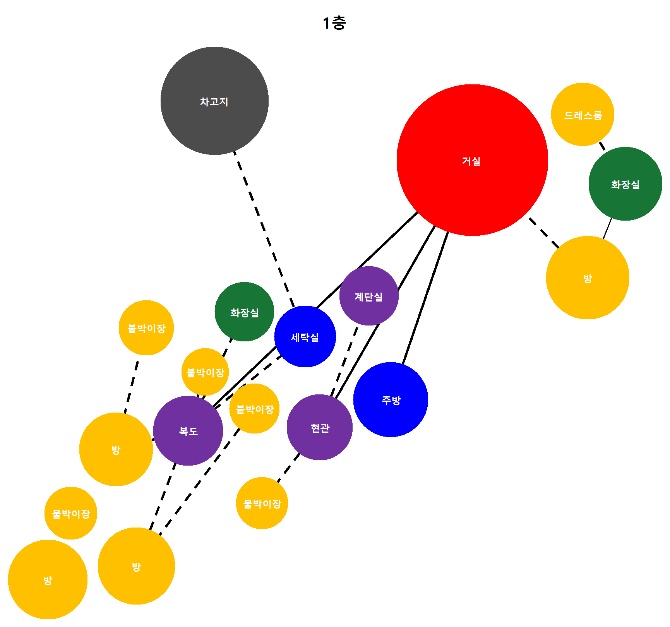 1층
차고지
거실
드레스룸
화장실
방
계단실
화장실
세탁실
붙박이장
붙박이장
붙박이장
주방
현관
복도
방
붙박이장
붙박이장
방
방